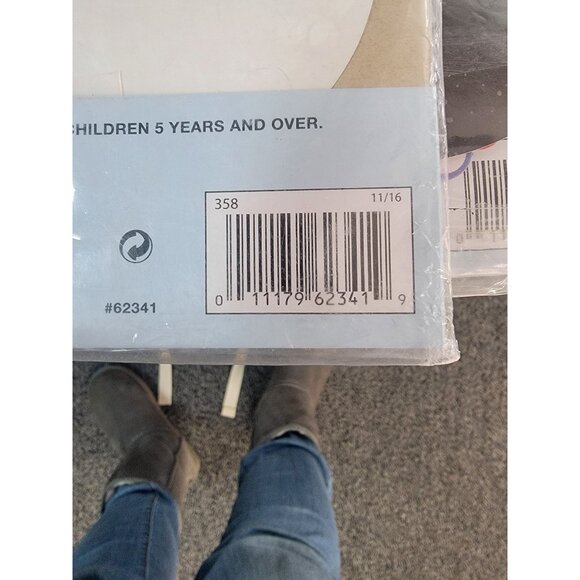 CHILDREN 5 YEARS AND OVER.
358 11/16
0 11179 62341 9
#62341